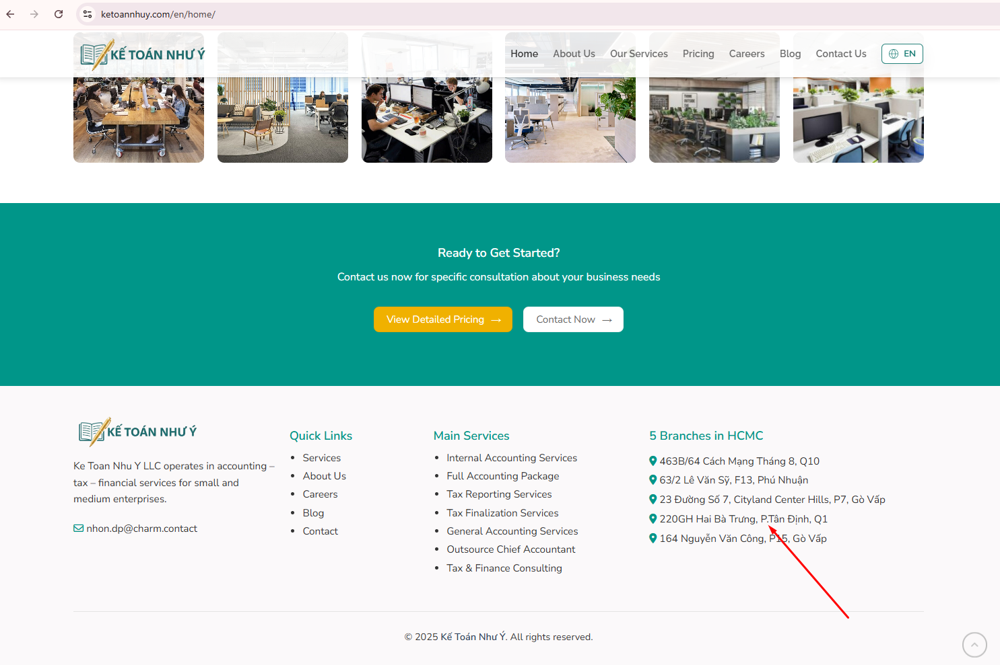 ketoannhuy.com/en/home/
KẾ TOÁN NHƯ Ý
Home
About Us
Our Services
Pricing
Careers
Blog
Contact Us
EN
Ready to Get Started?
Contact us now for specific consultation about your business needs
View Detailed Pricing →
Contact Now →
KẾ TOÁN NHƯ Ý
Ke Toan Nhu Y LLC operates in accounting –
tax – financial services for small and
medium enterprises.
nhon.dp@charm.contact
Quick Links
Services
About Us
Careers
Blog
Contact
Main Services
Internal Accounting Services
Full Accounting Package
Tax Reporting Services
Tax Finalization Services
General Accounting Services
Outsource Chief Accountant
Tax & Finance Consulting
5 Branches in HCMC
463B/64 Cách Mạng Tháng 8, Q10
63/2 Lê Văn Sỹ, F13, Phú Nhuận
23 Đường Số 7, Cityland Center Hills, P7, Gò Vấp
220GH Hai Bà Trưng, P.Tân Định, Q1
164 Nguyễn Văn Công, P15, Gò Vấp
© 2025 Kế Toán Như Ý. All rights reserved.